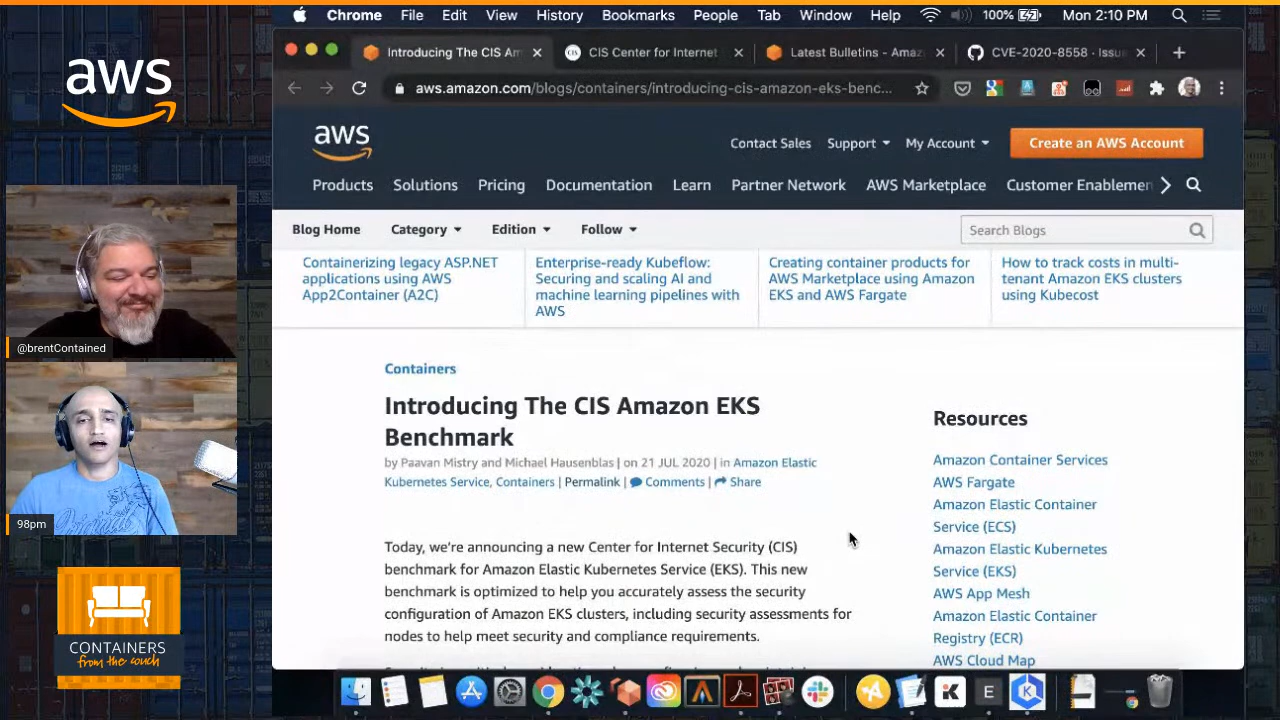 Chrome File Edit View History Bookmarks People Tab Window Help 100% Mon 2:10 PM
Introducing The CIS Am CIS Center for Internet Latest Bulletins - Amaz CVE-2020-8558 · Issue
aws.amazon.com/blogs/containers/introducing-cis-amazon-eks-benc...
aws
aws
Contact Sales Support My Account Create an AWS Account
Products Solutions Pricing Documentation Learn Partner Network AWS Marketplace Customer Enablemen
Blog Home Category Edition Follow Search Blogs
Containerizing legacy ASP.NET
applications using AWS
App2Container (A2C)
Enterprise-ready Kubeflow:
Securing and scaling AI and
machine learning pipelines with
AWS
Creating container products for
AWS Marketplace using Amazon
EKS and AWS Fargate
How to track costs in multi-
tenant Amazon EKS clusters
using Kubecost
@brentContained
98pm
CONTAINERS
from the couch
Containers
Introducing The CIS Amazon EKS
Benchmark
by Paavan Mistry and Michael Hausenblas | on 21 JUL 2020 | in Amazon Elastic
Kubernetes Service, Containers | Permalink | Comments | Share
Today, we're announcing a new Center for Internet Security (CIS)
benchmark for Amazon Elastic Kubernetes Service (EKS). This new
benchmark is optimized to help you accurately assess the security
configuration of Amazon EKS clusters, including security assessments for
nodes to help meet security and compliance requirements.
Resources
Amazon Container Services
AWS Fargate
Amazon Elastic Container
Service (ECS)
Amazon Elastic Kubernetes
Service (EKS)
AWS App Mesh
Amazon Elastic Container
Registry (ECR)
AWS Cloud Map